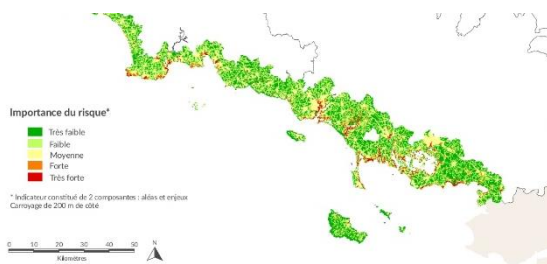 Importance du risque*
Très faible
Faible
Moyenne
Forte
Très forte
* Indicateur constitué de 2 composantes : aléas et enjeux
Carroyage de 200 m de côté
0 10 20 30 40 50
Kilomètres
N